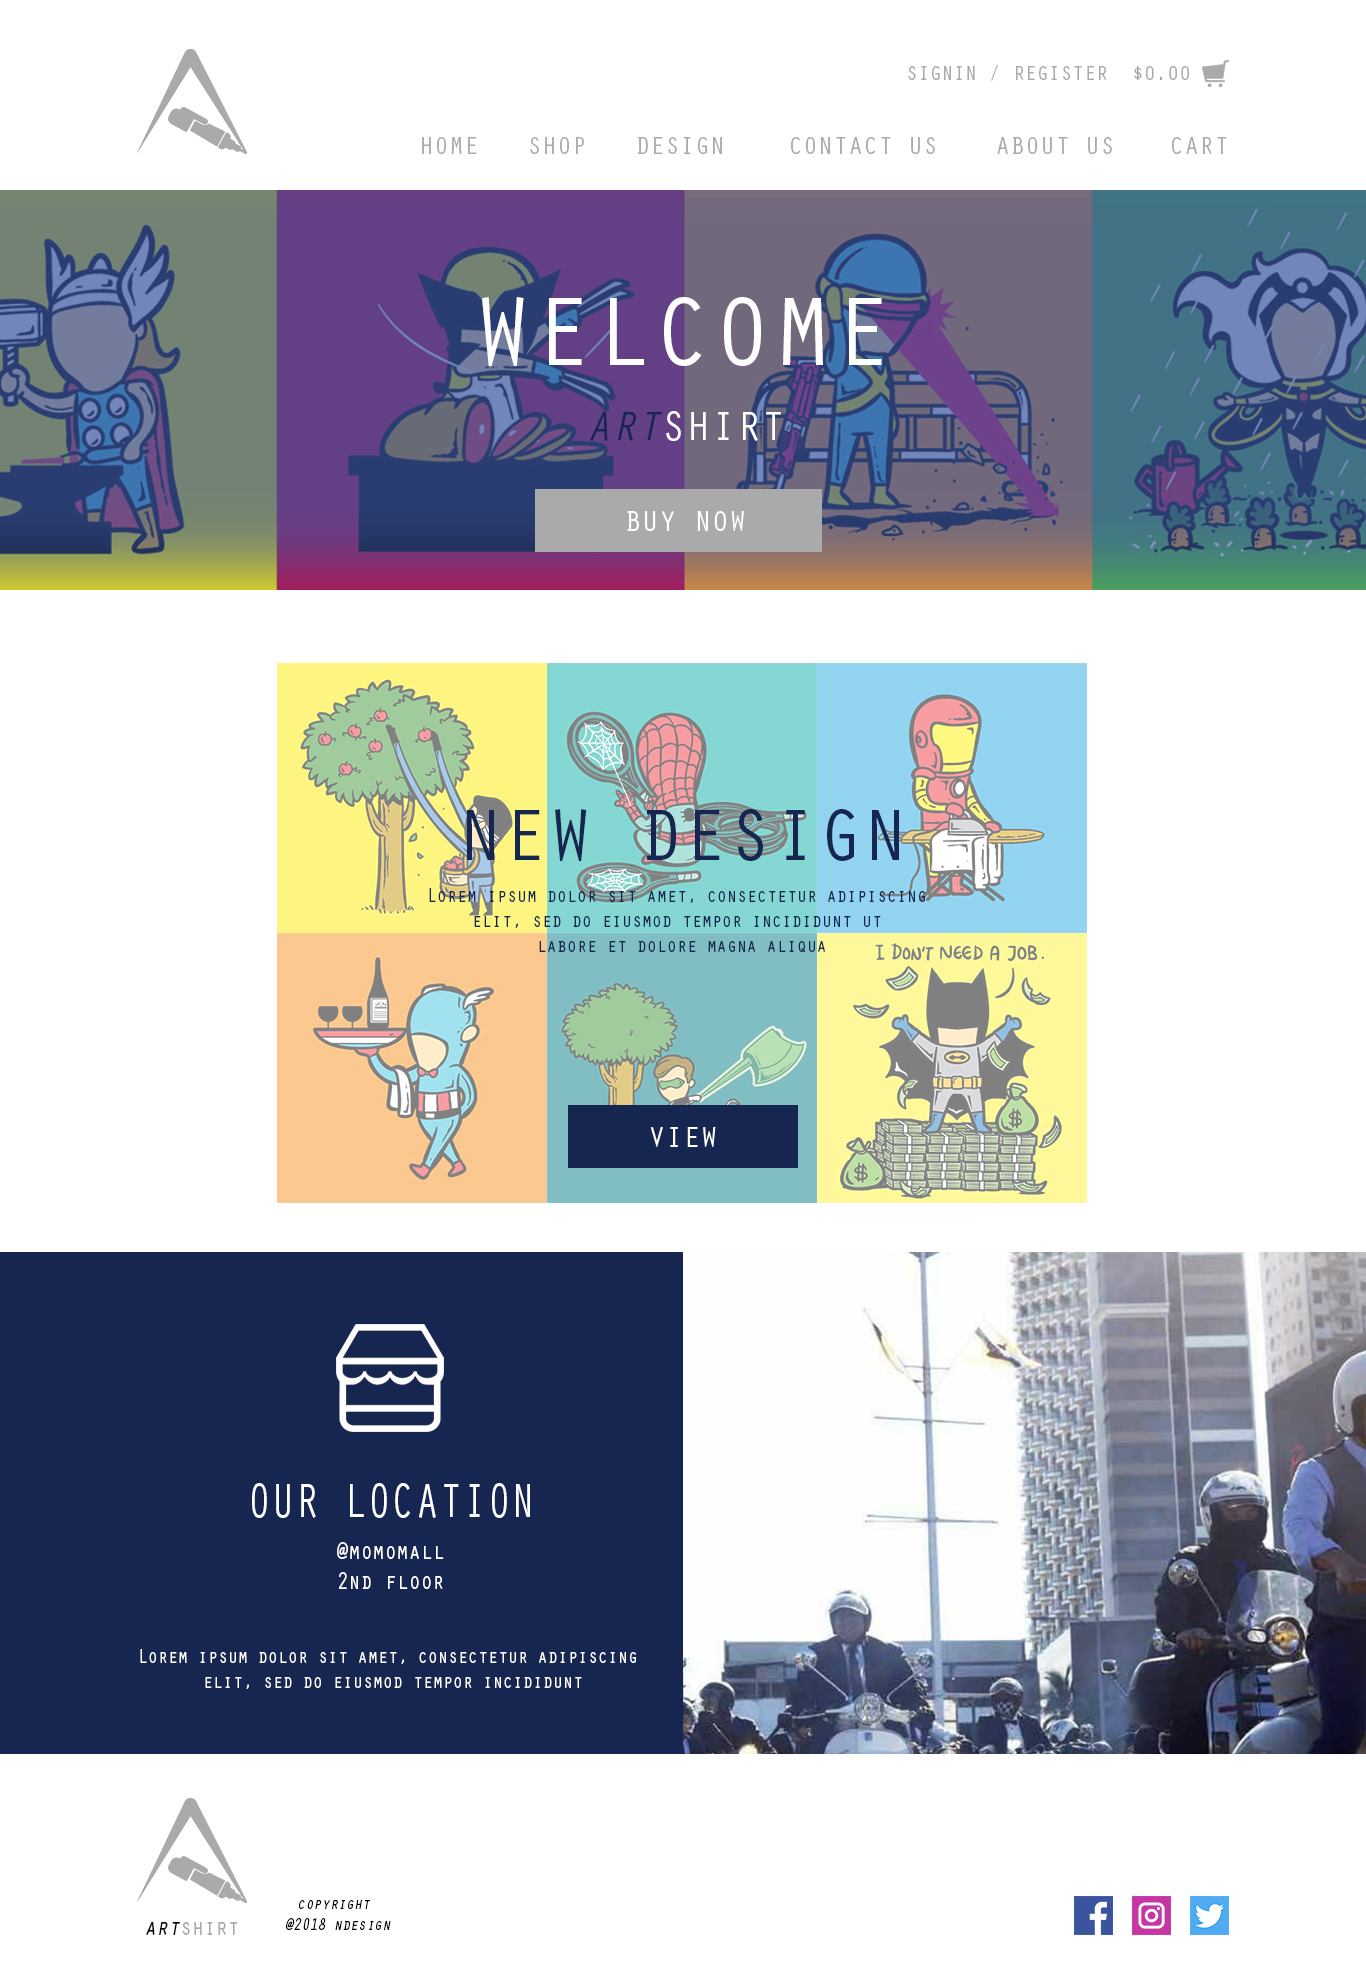 SIGNIN / REGISTER $0.00
HOME SHOP DESIGN CONTACT US ABOUT US CART
WELCOME
ARTSHIRT
BUY NOW
NEW DESIGN
Lorem ipsum dolor sit amet, consectetur adipiscing
elit, sed do eiusmod tempor incididunt ut
labore et dolore magna aliqua
I DON'T NEED A JOB.
$
$
VIEW
OUR LOCATION
@momomall
2nd floor
Lorem ipsum dolor sit amet, consectetur adipiscing
elit, sed do eiusmod tempor incididunt
ARTSHIRT
copyright
@2018 ndesign